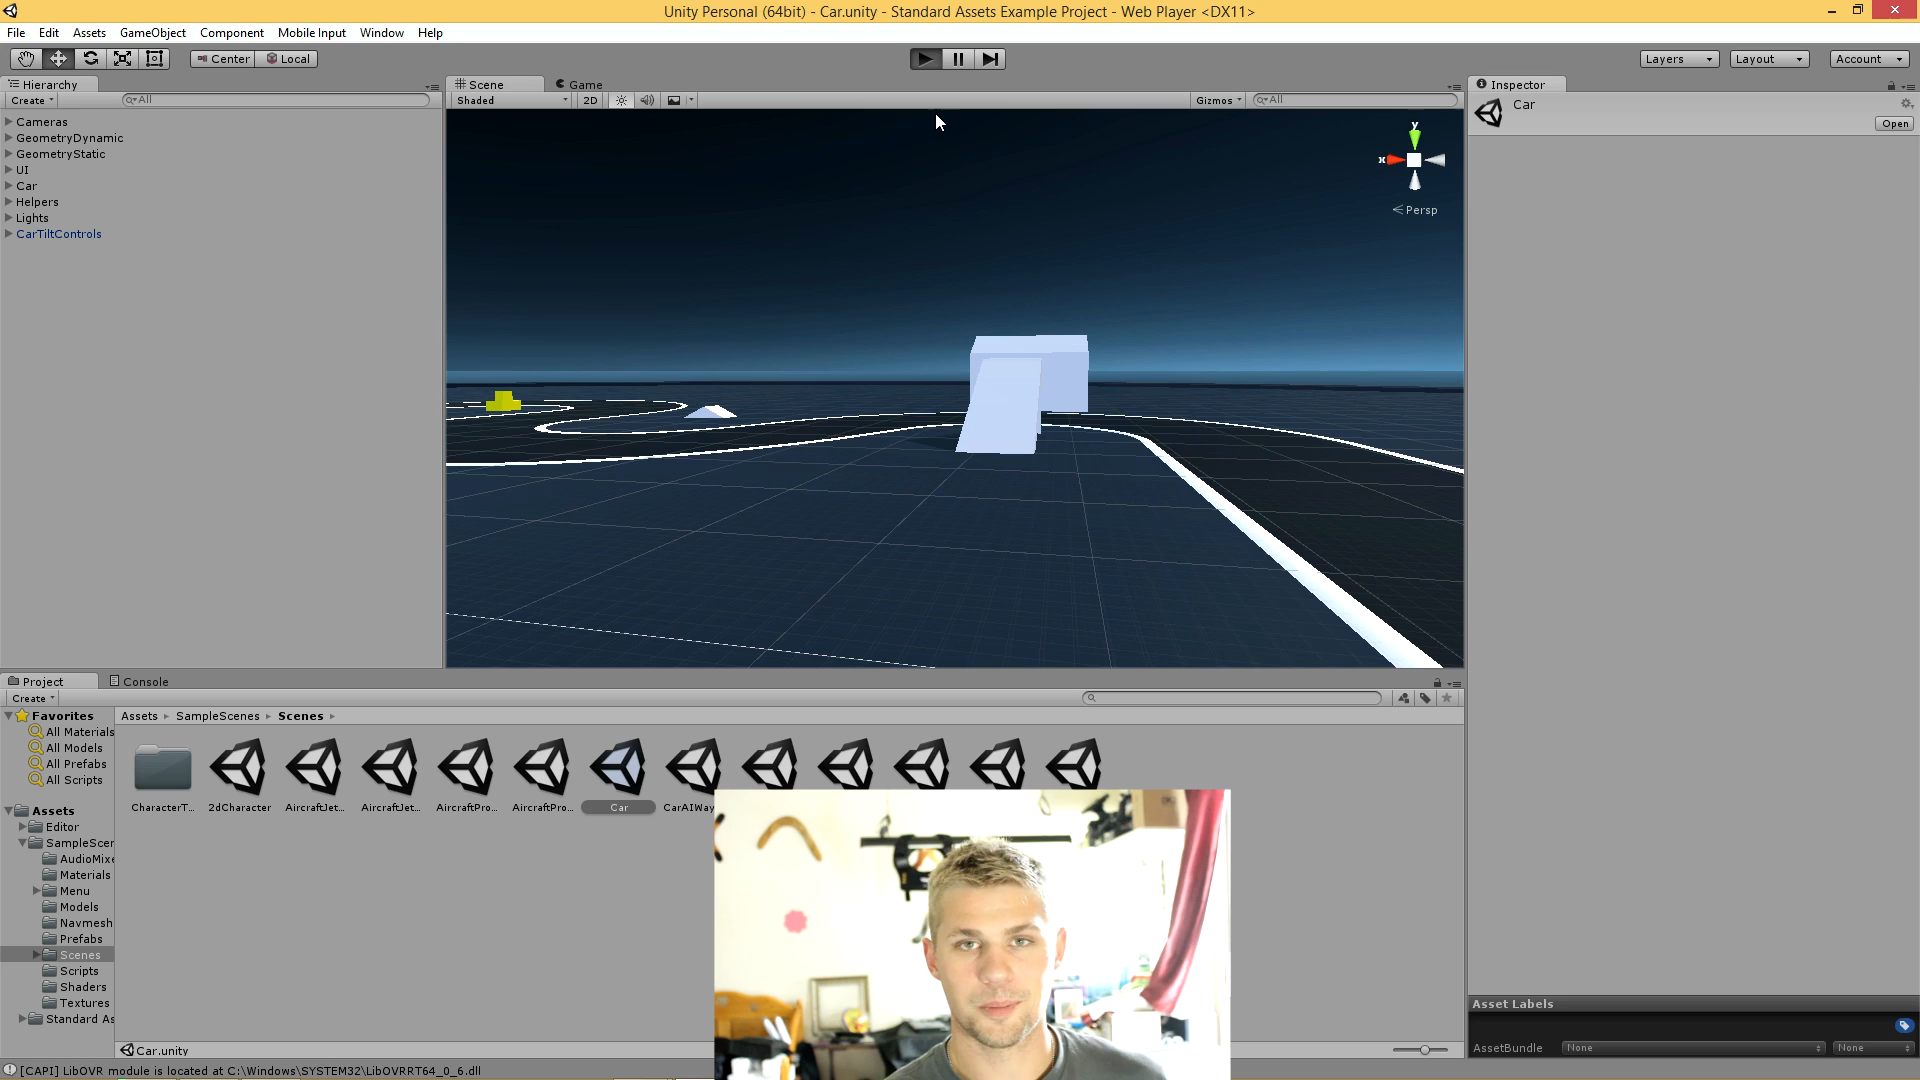 Unity Personal (64bit) - Car.unity - Standard Assets Example Project - Web Player <DX11>
File Edit Assets GameObject Component Mobile Input Window Help
Center Local
Layers Layout Account
Hierarchy
Create All
Cameras
GeometryDynamic
GeometryStatic
UI
Car
Helpers
Lights
CarTiltControls
Scene Game
Shaded 2D Gizmos All
y
x
Persp
Inspector
Car
Open
Project Console
Create
Favorites
All Materials
All Models
All Prefabs
All Scripts
Assets
Editor
SampleScen
AudioMixe
Materials
Menu
Models
Navmesh
Prefabs
Scenes
Scripts
Shaders
Textures
Standard As
Assets SampleScenes Scenes
CharacterT... 2dCharacter AircraftJet... AircraftJet... AircraftPro... AircraftPro... Car CarAIWay
Car.unity
Asset Labels
AssetBundle None None
[CAPI] LibOVR module is located at C:\Windows\SYSTEM32\LibOVRRT64_0_6.dll